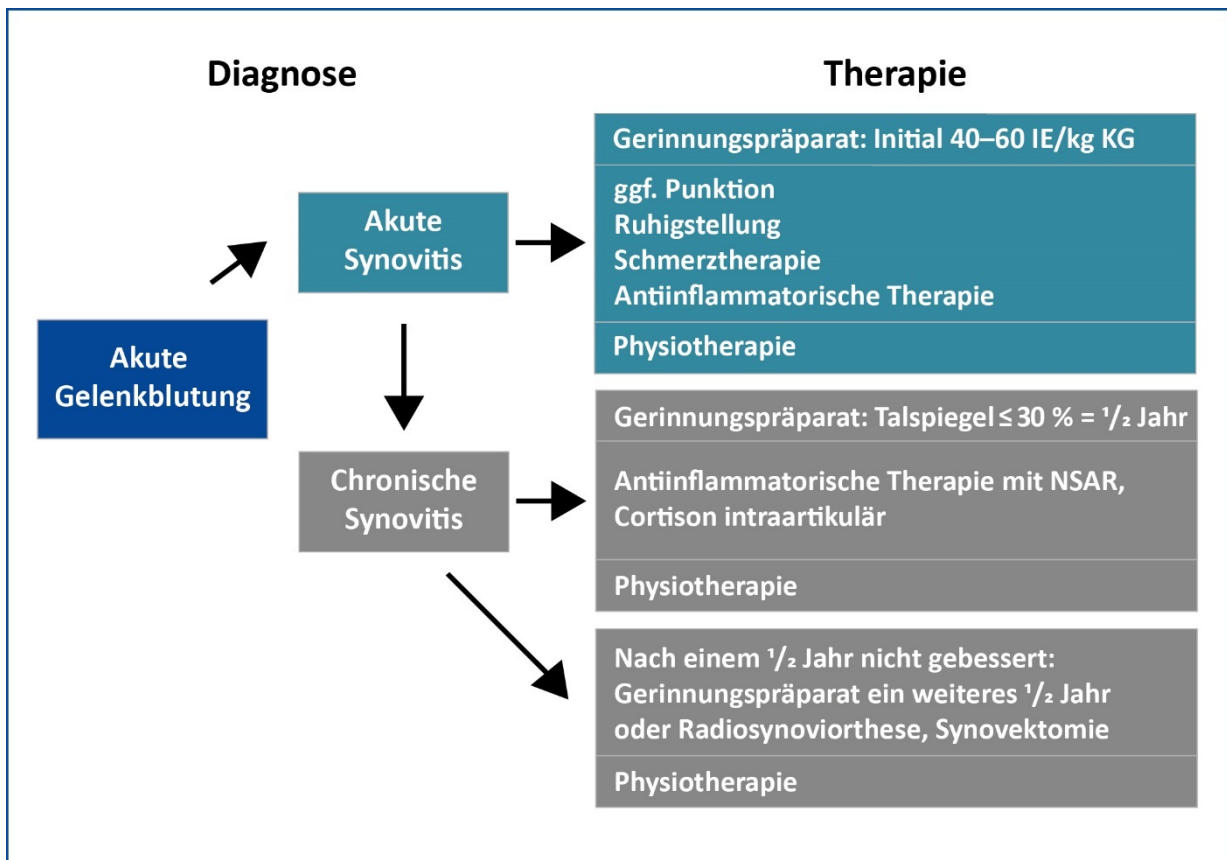 Diagnose
Therapie
Akute
Gelenkblutung
Akute
Synovitis
Gerinnungspräparat: Initial 40–60 IE/kg KG
ggf. Punktion
Ruhigstellung
Schmerztherapie
Antiinflammatorische Therapie
Physiotherapie
Chronische
Synovitis
Gerinnungspräparat: Talspiegel ≤ 30 % = ¹/₂ Jahr
Antiinflammatorische Therapie mit NSAR,
Cortison intraartikulär
Physiotherapie
Nach einem ¹/₂ Jahr nicht gebessert:
Gerinnungspräparat ein weiteres ¹/₂ Jahr
oder Radiosynoviorthese, Synovektomie
Physiotherapie